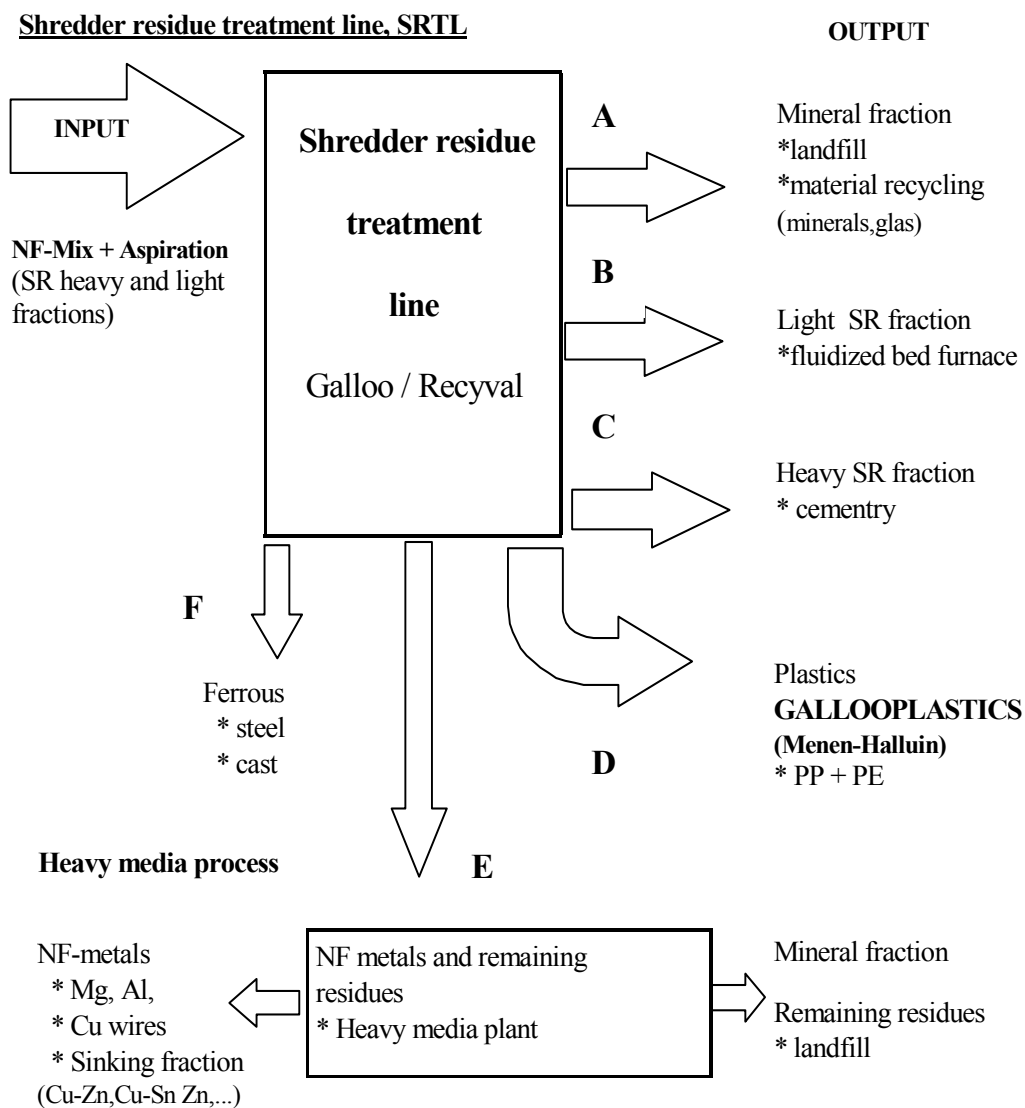 Shredder residue treatment line, SRTL
OUTPUT
INPUT
NF-Mix + Aspiration
(SR heavy and light
fractions)
Shredder residue
treatment
line
Galloo / Recyval
A
Mineral fraction
*landfill
*material recycling
(minerals,glas)
B
Light SR fraction
*fluidized bed furnace
C
Heavy SR fraction
* cementry
F
Ferrous
* steel
* cast
D
Plastics
GALLOOPLASTICS
(Menen-Halluin)
* PP + PE
Heavy media process
E
NF-metals
* Mg, Al,
* Cu wires
* Sinking fraction
(Cu-Zn,Cu-Sn Zn,...)
NF metals and remaining
residues
* Heavy media plant
Mineral fraction
Remaining residues
* landfill